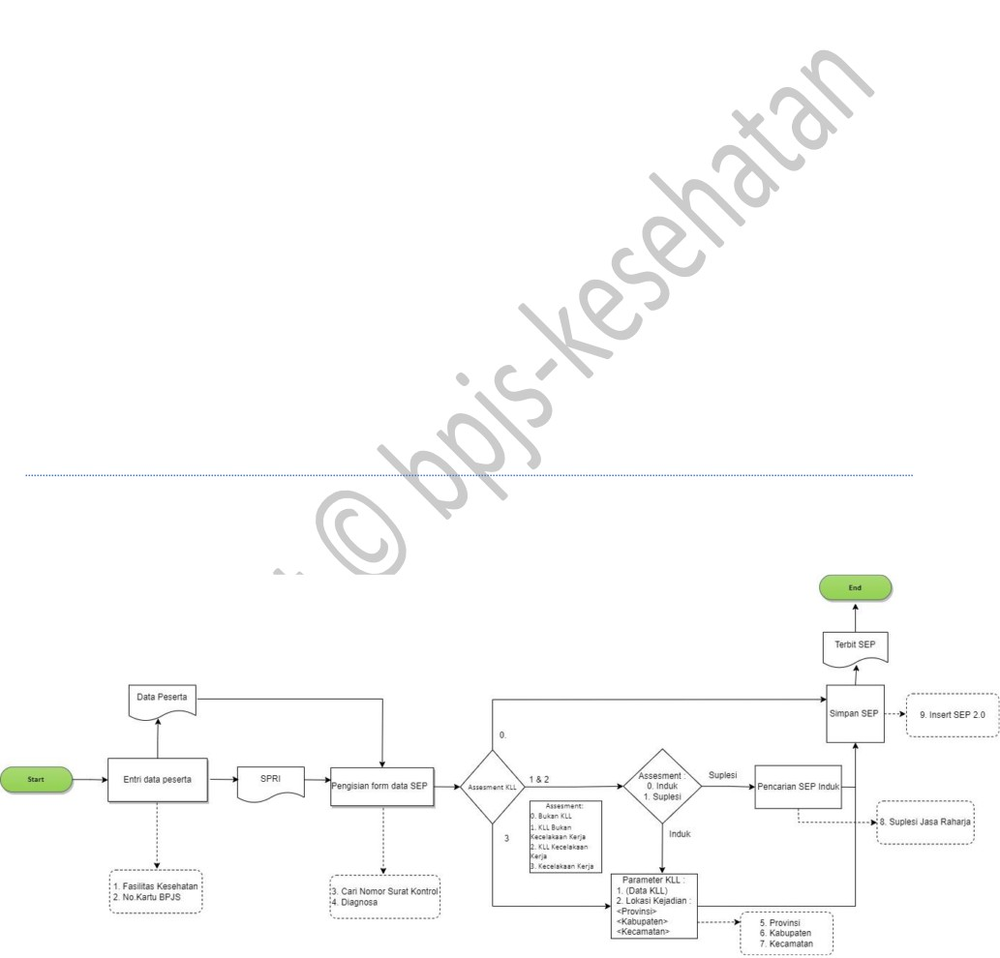 © bpjs-kesehatan
End
Terbit SEP
Data Peserta
Simpan SEP
9. Insert SEP 2.0
0.
Start
Entri data peserta
SPRI
Pengisian form data SEP
Assesment KLL
1 & 2
Assesment :
0. Induk
1. Suplesi
Suplesi
Pencarian SEP Induk
Assesment:
0. Bukan KLL
1. KLL Bukan
Kecelakaan Kerja
2. KLL Kecelakaan
Kerja
3. Kecelakaan Kerja
3
Induk
8. Suplesi Jasa Raharja
1. Fasilitas Kesehatan
2. No.Kartu BPJS
3. Cari Nomor Surat Kontrol
4. Diagnosa
Parameter KLL :
1. (Data KLL)
2. Lokasi Kejadian :
<Provinsi>
<Kabupaten>
<Kecamatan>
5. Provinsi
6. Kabupaten
7. Kecamatan